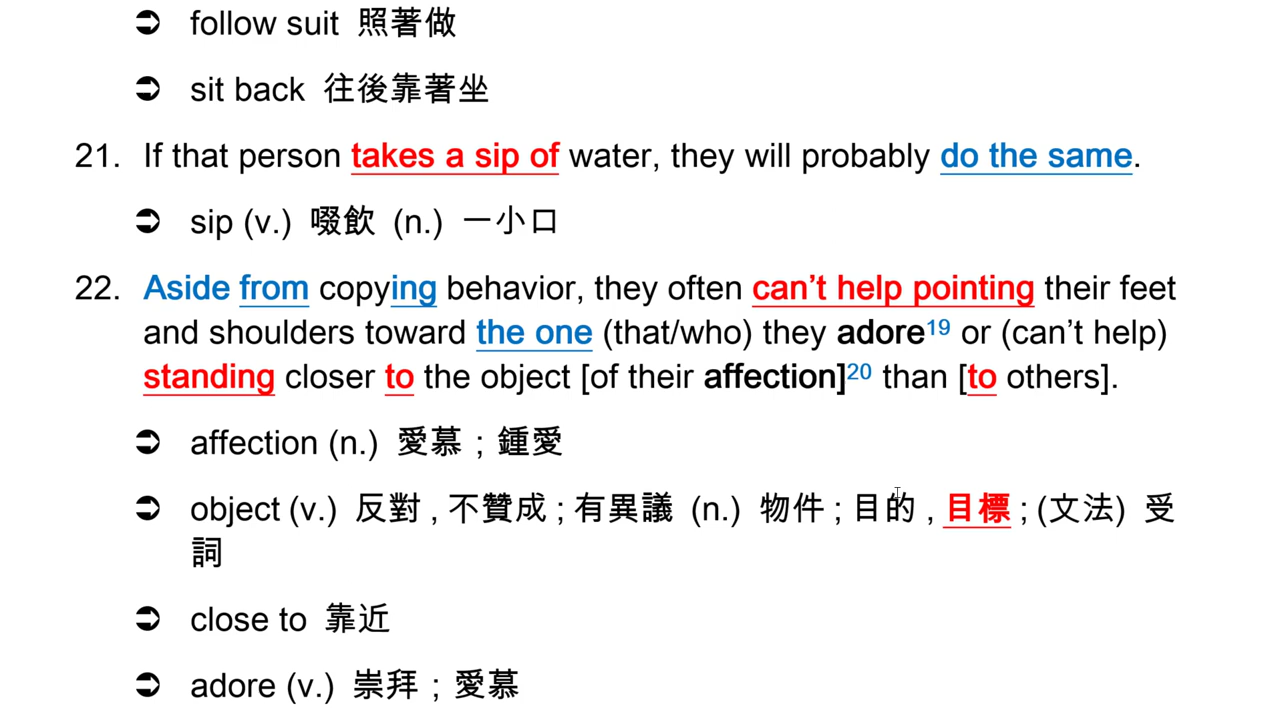 ➲ follow suit 照著做
➲ sit back 往後靠著坐
21. If that person takes a sip of water, they will probably do the same.
➲ sip (v.) 啜飲 (n.) 一小口
22. Aside from copying behavior, they often can’t help pointing their feet
and shoulders toward the one (that/who) they adore19 or (can’t help)
standing closer to the object [of their affection]20 than [to others].
➲ affection (n.) 愛慕 ; 鍾愛
➲ object (v.) 反對 , 不贊成 ; 有異議 (n.) 物件 ; 目的 , 目標 ; (文法) 受
詞
➲ close to 靠近
➲ adore (v.) 崇拜 ; 愛慕